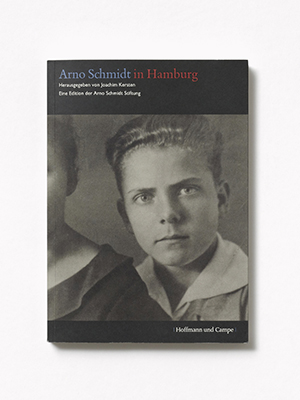 Arno Schmidt in Hamburg
Herausgegeben von Joachim Kersten
Eine Edition der Arno Schmidt Stiftung
| Hoffmann und Campe |